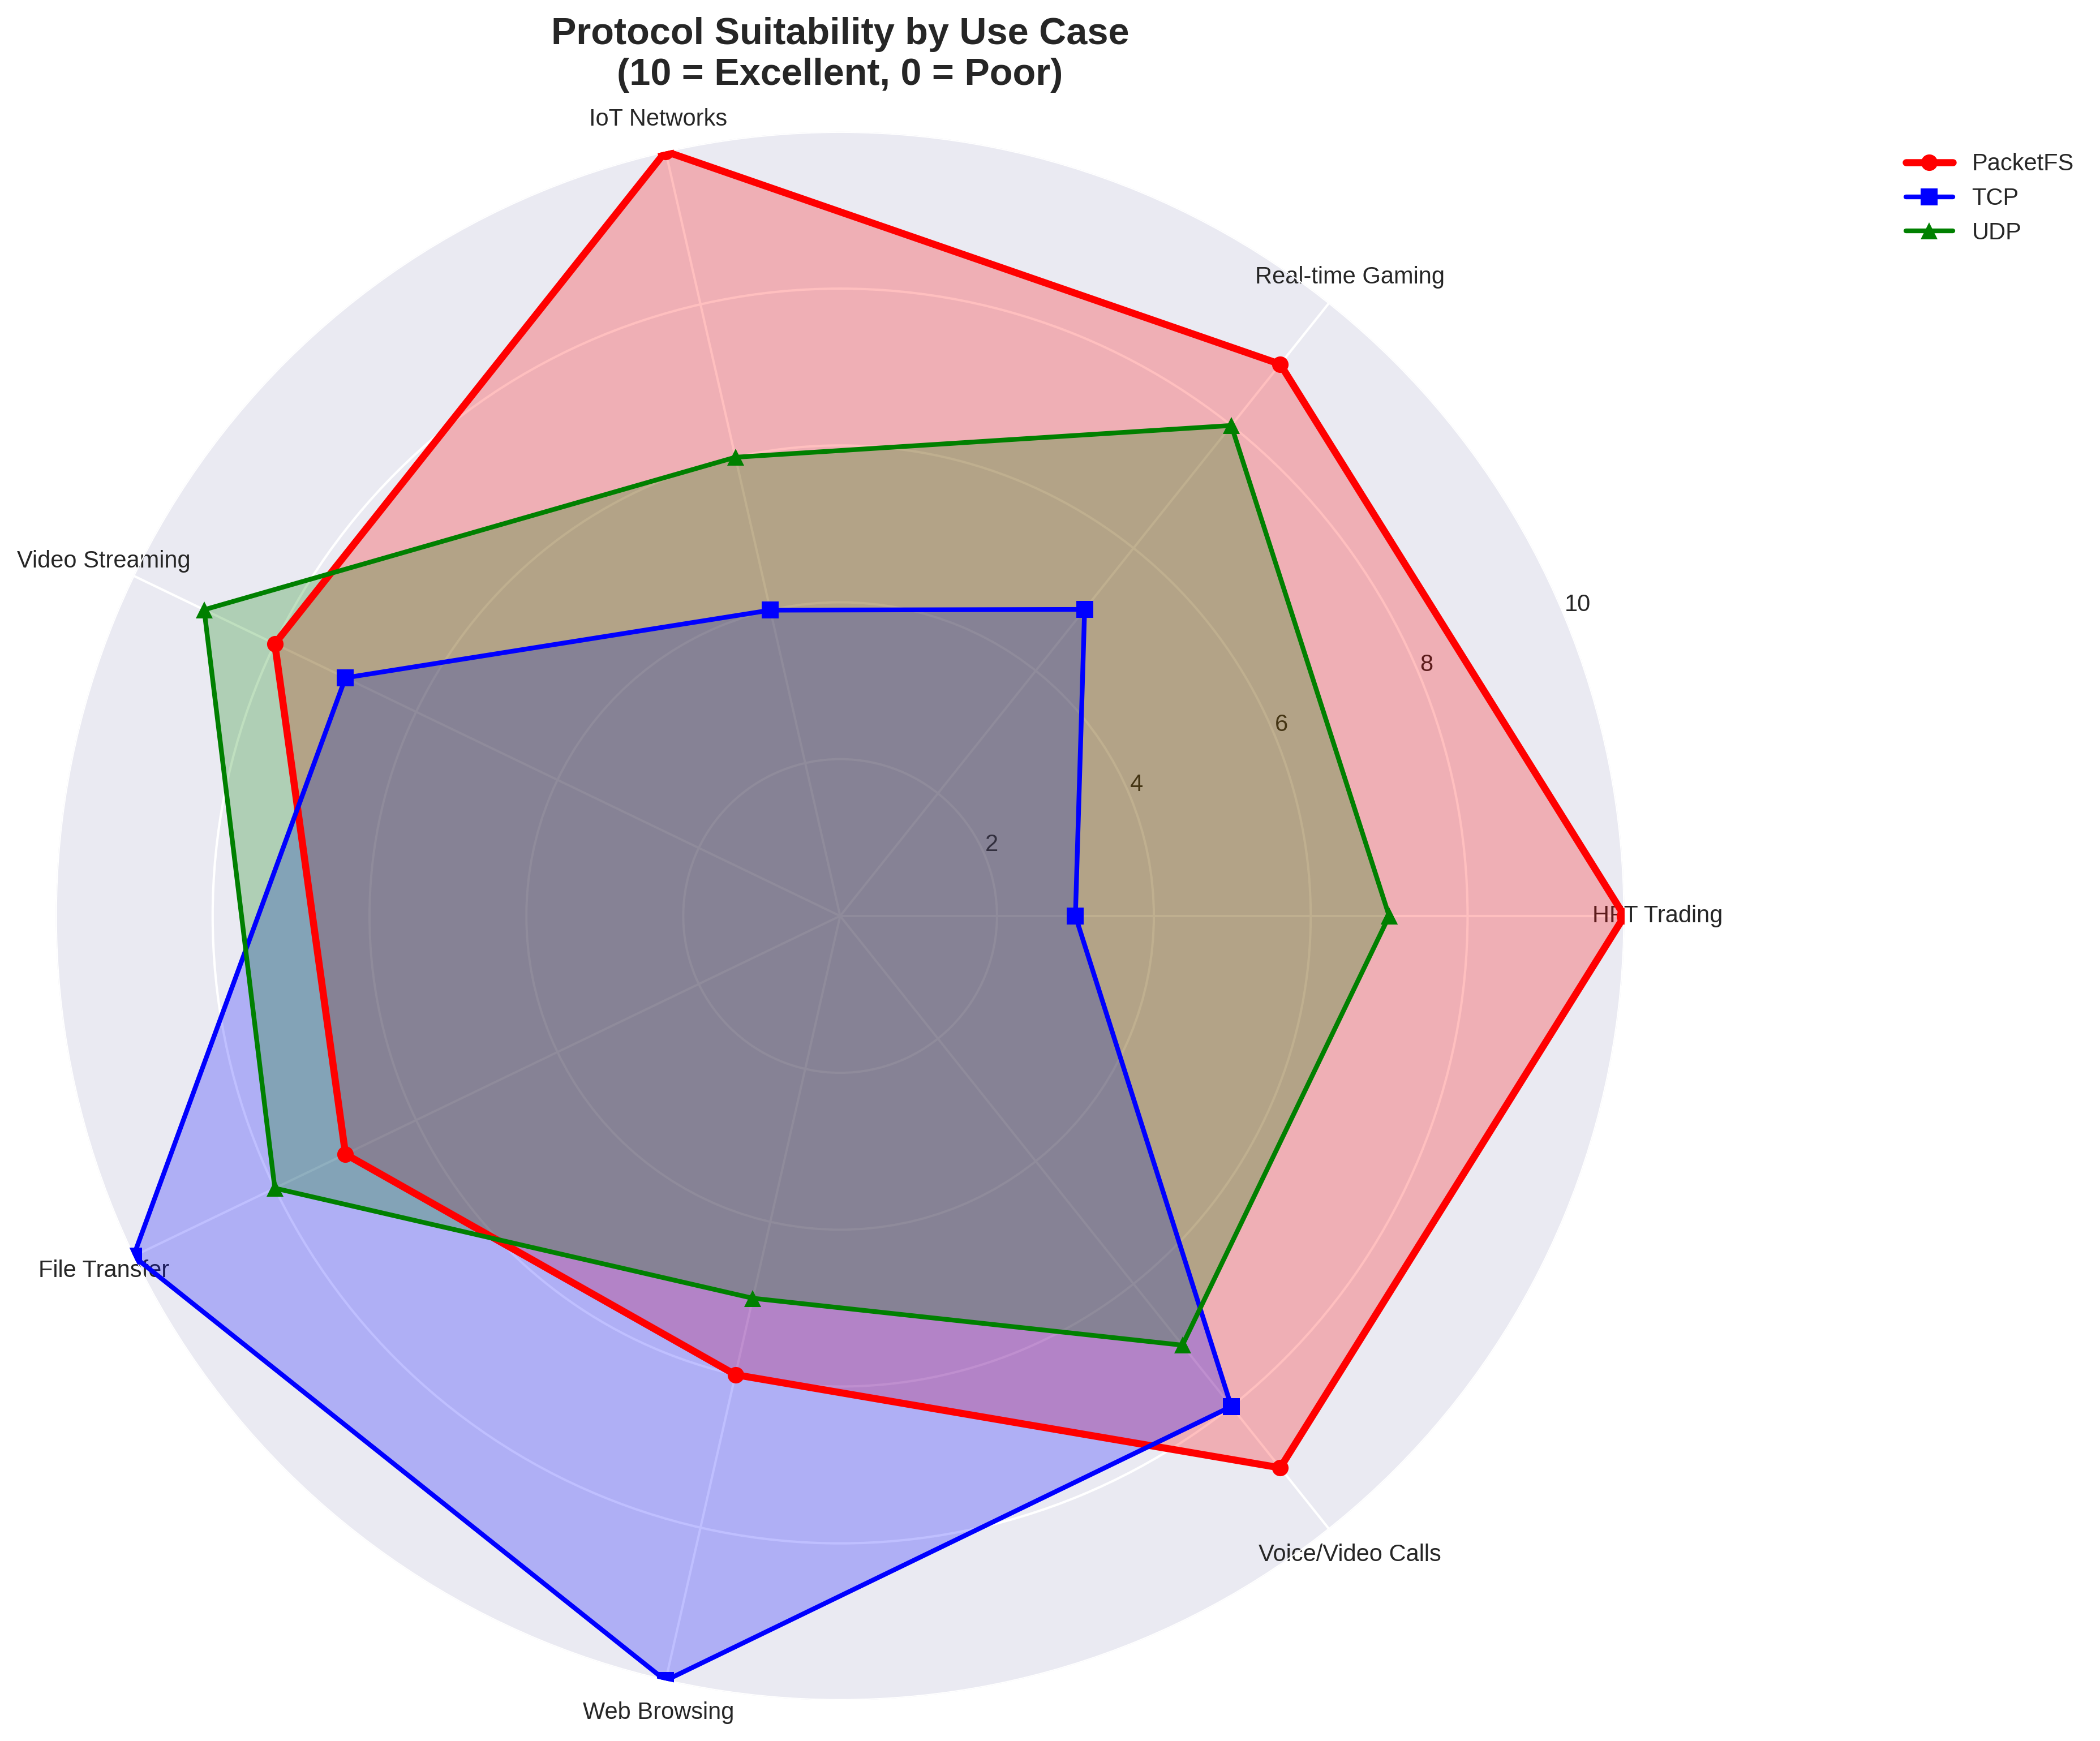 Protocol Suitability by Use Case
(10 = Excellent, 0 = Poor)
IoT Networks
PacketFS
TCP
UDP
Real-time Gaming
Video Streaming
10
8
6
4
2
HFT Trading
File Transfer
Voice/Video Calls
Web Browsing